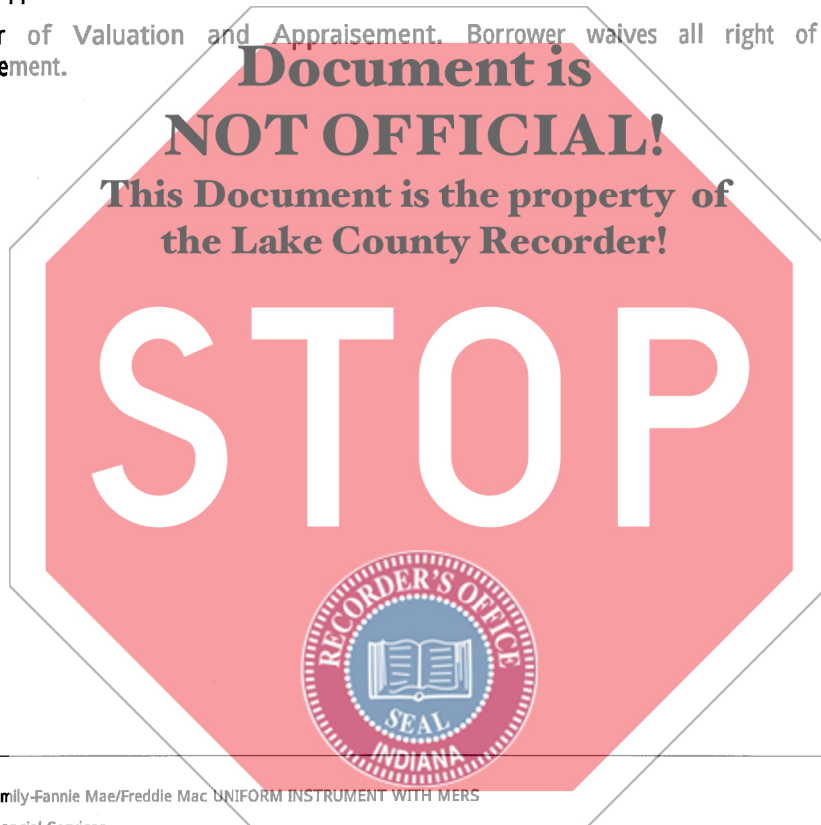 of Valuation and Appraisement. Borrower waives all right of
ement.
Document is
NOT OFFICIAL!
This Document is the property of
the Lake County Recorder!
STOP
RECORDER'S OFFICE
SEAL
INDIANA
mily-Fannie Mae/Freddie Mac UNIFORM INSTRUMENT WITH MERS